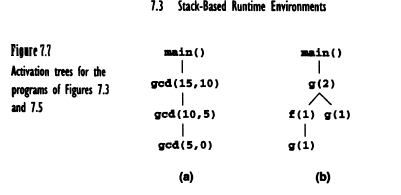 7.3 Stack-Based Runtime Environments
Figure 7.7
Activation trees for the
programs of Figures 7.3
and 7.5
main()
gcd(15,10)
gcd(10,5)
gcd(5,0)
(a)
main()
g(2)
f(1) g(1)
g(1)
(b)